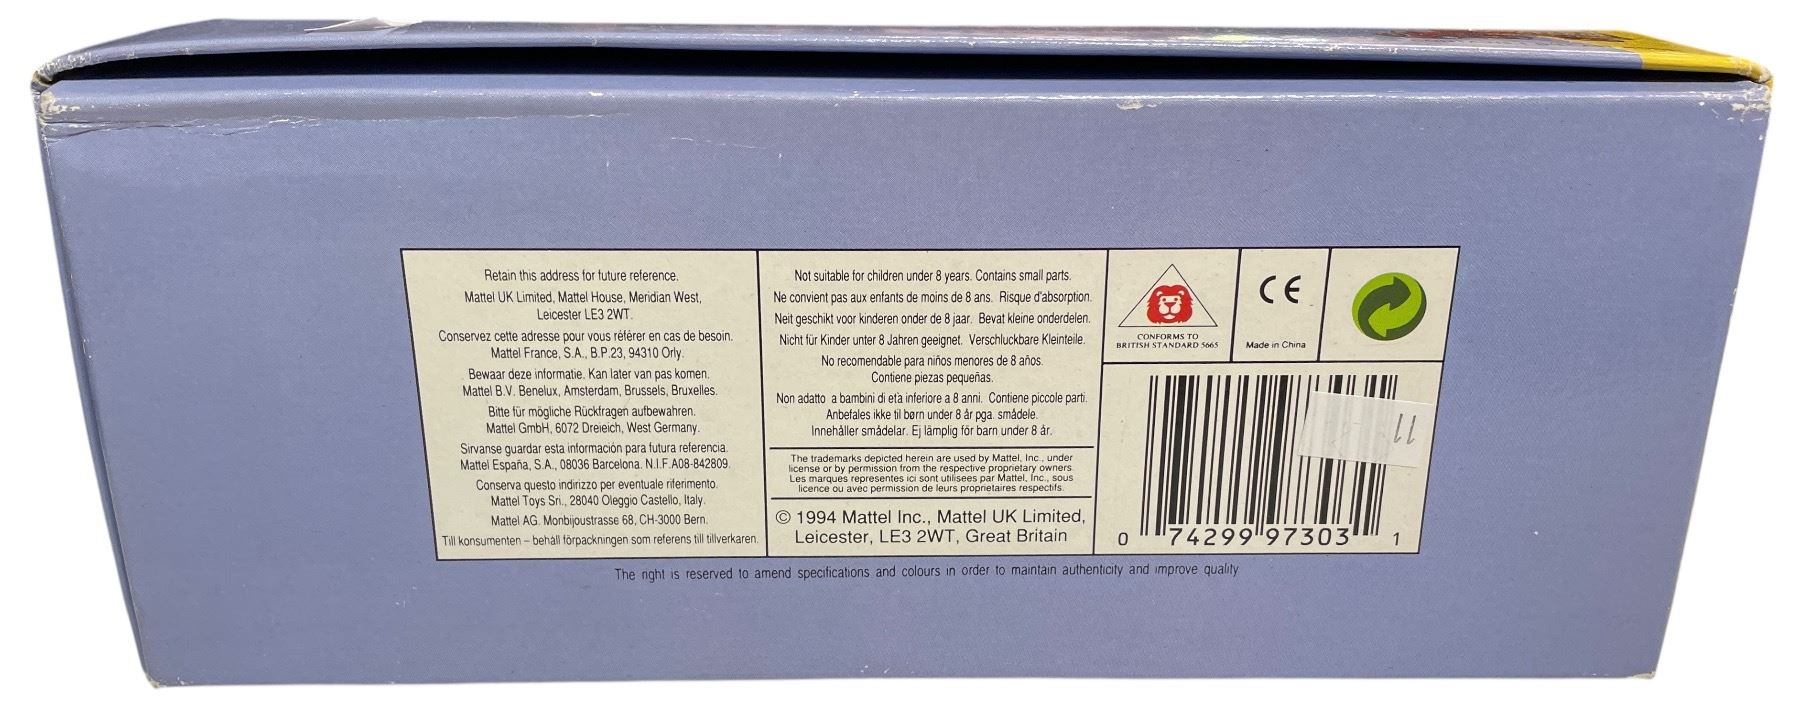 Retain this address for future reference.
Mattel UK Limited, Mattel House, Meridian West,
Leicester LE3 2WT.
Conservez cette adresse pour vous référer en cas de besoin.
Mattel France, S.A., B.P.23, 94310 Orly.
Bewaar deze informatie. Kan later van pas komen.
Mattel B.V. Benelux, Amsterdam, Brussels, Bruxelles.
Bitte für mögliche Rückfragen aufbewahren.
Mattel GmbH, 6072 Dreieich, West Germany.
Sirvanse guardar esta información para futura referencia.
Mattel España, S.A., 08036 Barcelona. N.I.F.A08-842809.
Conserva questo indirizzo per eventuale riferimento.
Mattel Toys Sri., 28040 Oleggio Castello, Italy.
Mattel AG. Monbijoustrasse 68, CH-3000 Bern.
Till konsumenten – behåll förpackningen som referens till tillverkaren.
Not suitable for children under 8 years. Contains small parts.
Ne convient pas aux enfants de moins de 8 ans. Risque d'absorption.
Neit geschikt voor kinderen onder de 8 jaar. Bevat kleine onderdelen.
Nicht für Kinder unter 8 Jahren geeignet. Verschluckbare Kleinteile.
No recomendable para niños menores de 8 años.
Contiene piezas pequeñas.
Non adatto a bambini di età inferiore a 8 anni. Contiene piccole parti.
Anbefales ikke til børn under 8 år pga. smådele.
Innehåller smådelar. Ej lämplig för barn under 8 år.
The trademarks depicted herein are used by Mattel, Inc., under
license or by permission from the respective proprietary owners.
Les marques representes ici sont utilisees par Mattel, Inc., sous
licence ou avec permission de leurs proprietaires respectifs.
© 1994 Mattel Inc., Mattel UK Limited,
Leicester, LE3 2WT, Great Britain
CONFORMS TO
BRITISH STANDARD 5665
CE
Made in China
11
0 74299 97303 1
The right is reserved to amend specifications and colours in order to maintain authenticity and improve quality